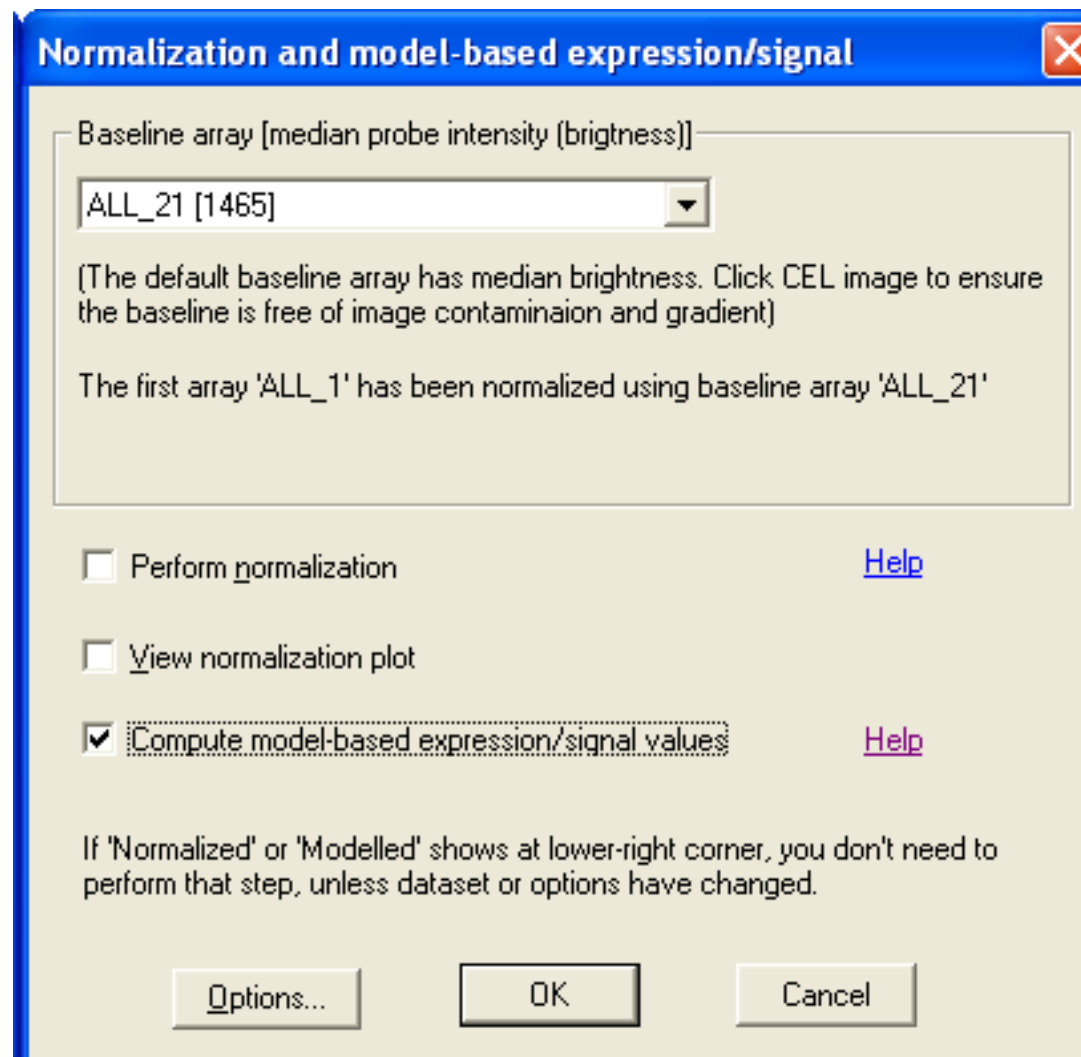 Normalization and model-based expression/signal
Baseline array [median probe intensity (brigtness)]
ALL_21 [1465]
(The default baseline array has median brightness. Click CEL image to ensure
the baseline is free of image contaminaion and gradient)
The first array 'ALL_1' has been normalized using baseline array 'ALL_21'
Perform normalization
Help
View normalization plot
Compute model-based expression/signal values
Help
If 'Normalized' or 'Modelled' shows at lower-right corner, you don't need to
perform that step, unless dataset or options have changed.
Options...
OK
Cancel